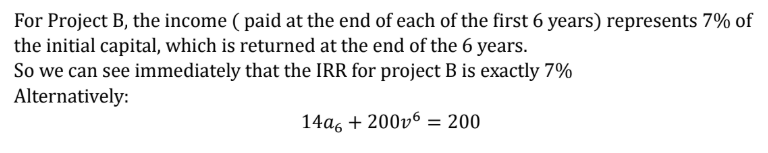 For Project B, the income ( paid at the end of each of the first 6 years) represents 7% of
the initial capital, which is returned at the end of the 6 years.
So we can see immediately that the IRR for project B is exactly 7%
Alternatively:
14a₆ + 200v⁶ = 200